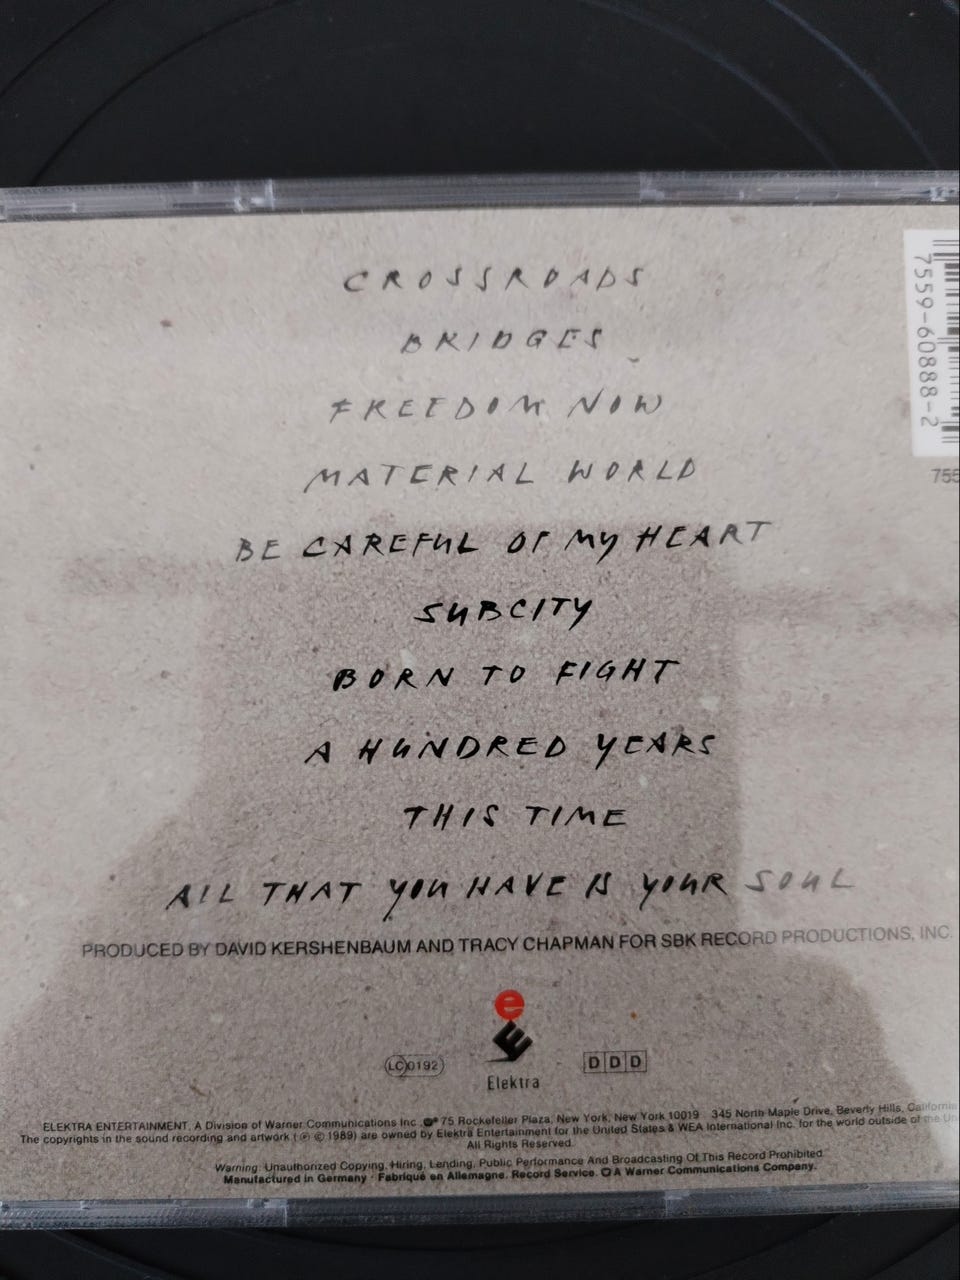 CROSSROADS
BRIDGES
FREEDOM NOW
MATERIAL WORLD
BE CAREFUL OF MY HEART
SUBCITY
BORN TO FIGHT
A HUNDRED YEARS
THIS TIME
ALL THAT YOU HAVE IS YOUR SOUL
7559-60888-2
755
PRODUCED BY DAVID KERSHENBAUM AND TRACY CHAPMAN FOR SBK RECORD PRODUCTIONS, INC.
e
E
LC 0192
Elektra
DDD
ELEKTRA ENTERTAINMENT, A Division of Warner Communications Inc. 75 Rockefeller Plaza, New York, New York 10019 345 North Maple Drive, Beverly Hills, California
The copyrights in the sound recording and artwork (℗ © 1989) are owned by Elektra Entertainment for the United States & WEA International Inc. for the world outside of the Un
All Rights Reserved.
Warning: Unauthorized Copying, Hiring, Lending, Public Performance And Broadcasting Of This Record Prohibited.
Manufactured in Germany · Fabriqué en Allemagne. Record Service. A Warner Communications Company.